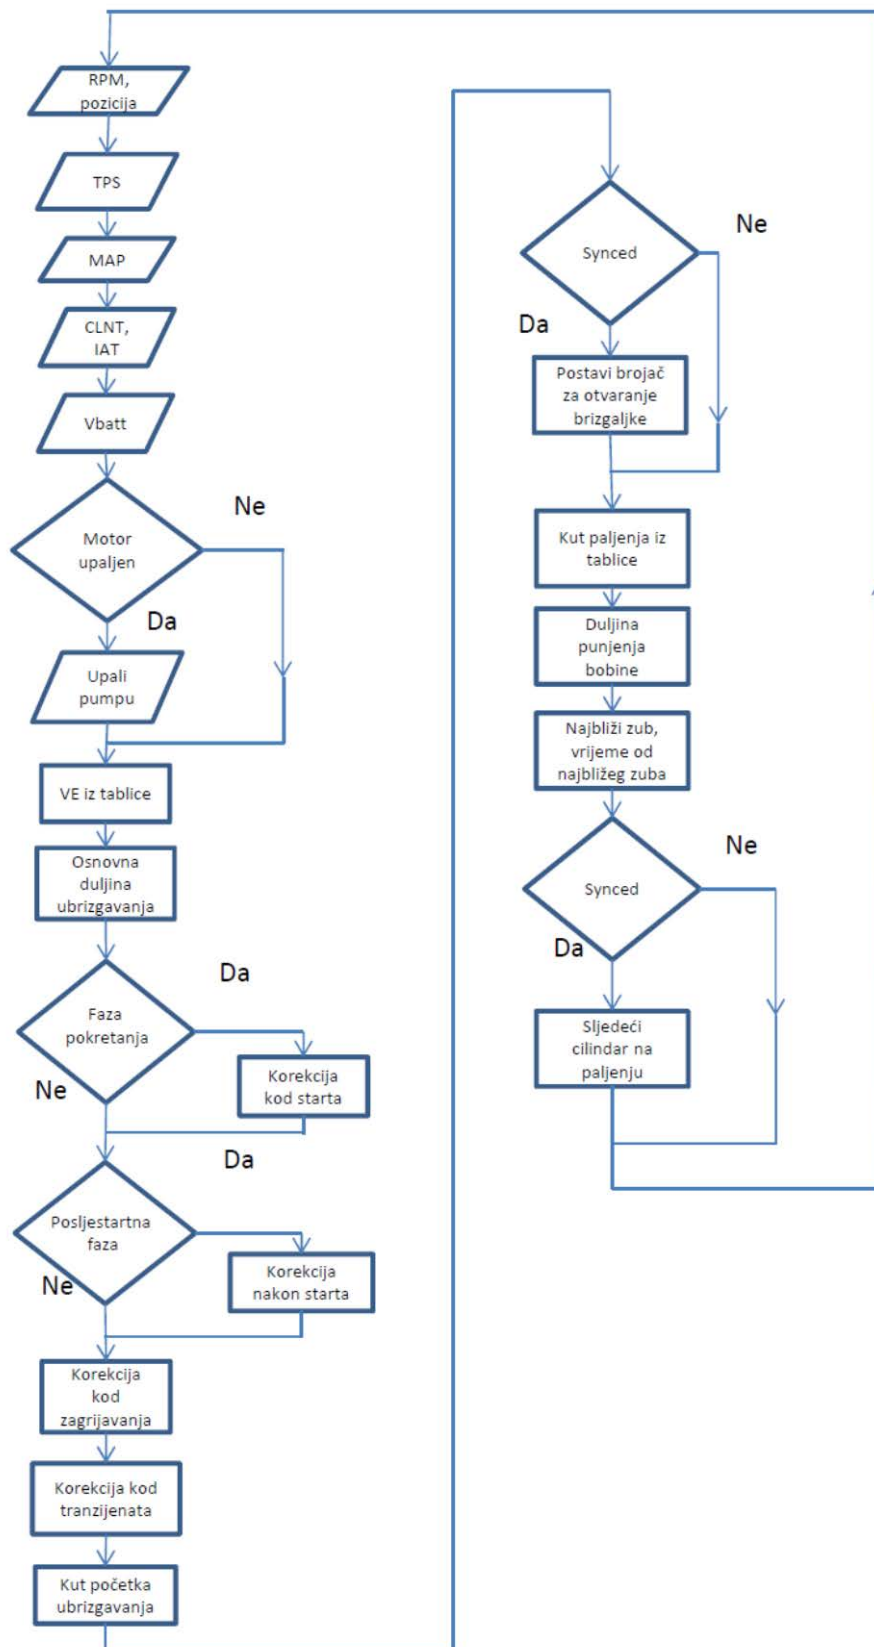 RPM,
pozicija
TPS
MAP
CLNT,
IAT
Vbatt
Motor
upaljen
Ne
Da
Upali
pumpu
VE iz tablice
Osnovna
duljina
ubrizgavanja
Faza
pokretanja
Da
Ne
Korekcija
kod starta
Posljestartna
faza
Da
Ne
Korekcija
nakon starta
Korekcija
kod
zagrijavanja
Korekcija kod
tranzijenata
Kut početka
ubrizgavanja
Synced
Ne
Da
Postavi brojač
za otvaranje
brizgaljke
Kut paljenja iz
tablice
Duljina
punjenja
bobine
Najbliži zub,
vrijeme od
najbližeg zuba
Synced
Ne
Da
Sljedeći
cilindar na
paljenju